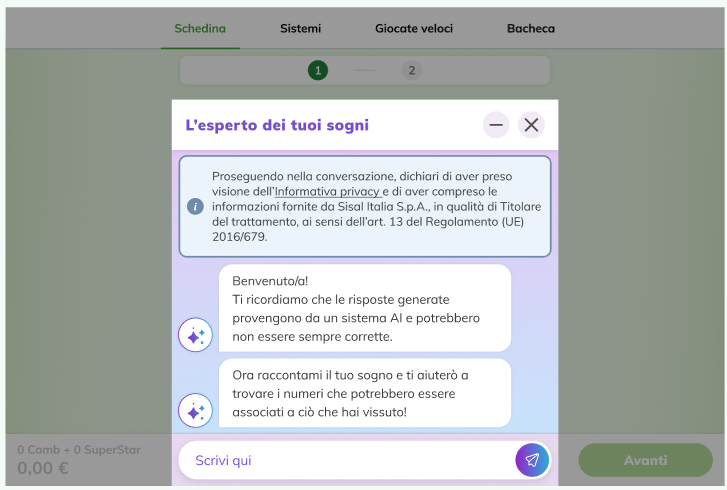 Schedina Sistemi Giocate veloci Bacheca
1 2
L'esperto dei tuoi sogni
Proseguendo nella conversazione, dichiari di aver preso
visione dell'Informativa privacy e di aver compreso le
informazioni fornite da Sisal Italia S.p.A., in qualità di Titolare
del trattamento, ai sensi dell'art. 13 del Regolamento (UE)
2016/679.
Benvenuto/a!
Ti ricordiamo che le risposte generate
provengono da un sistema AI e potrebbero
non essere sempre corrette.
Ora raccontami il tuo sogno e ti aiuterò a
trovare i numeri che potrebbero essere
associati a ciò che hai vissuto!
0 Comb + 0 SuperStar
0,00 €
Scrivi qui
Avanti